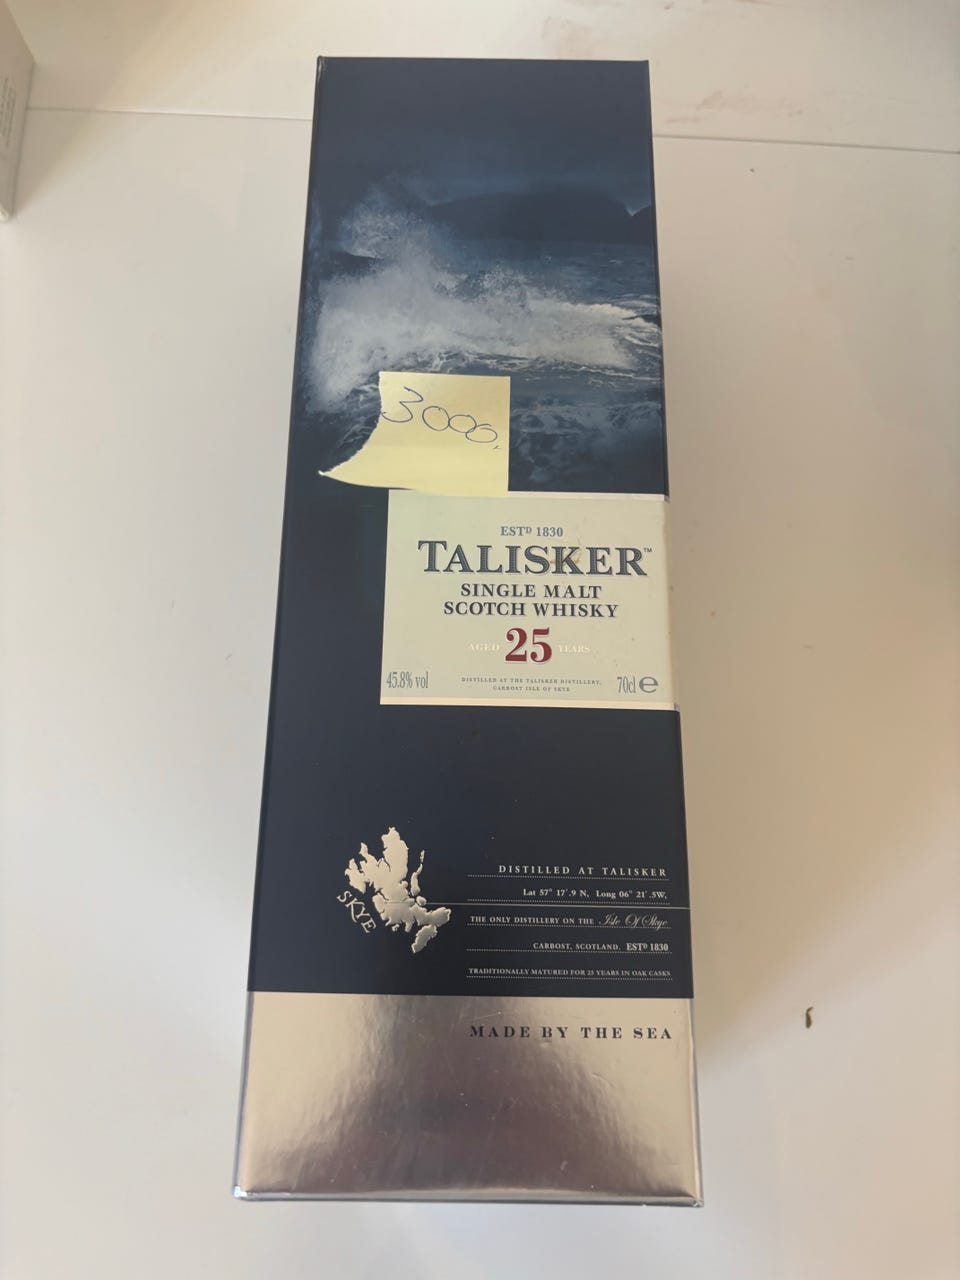 3000,-
ESTD 1830
TALISKER™
SINGLE MALT
SCOTCH WHISKY
AGED 25 YEARS
45.8% vol
DISTILLED AT THE TALISKER DISTILLERY,
CARBOST ISLE OF SKYE
70cl ℮
SKYE
DISTILLED AT TALISKER
Lat 57° 17'.9 N, Long 06° 21'.5W,
THE ONLY DISTILLERY ON THE Isle Of Skye
CARBOST, SCOTLAND. ESTD 1830
TRADITIONALLY MATURED FOR 25 YEARS IN OAK CASKS
MADE BY THE SEA